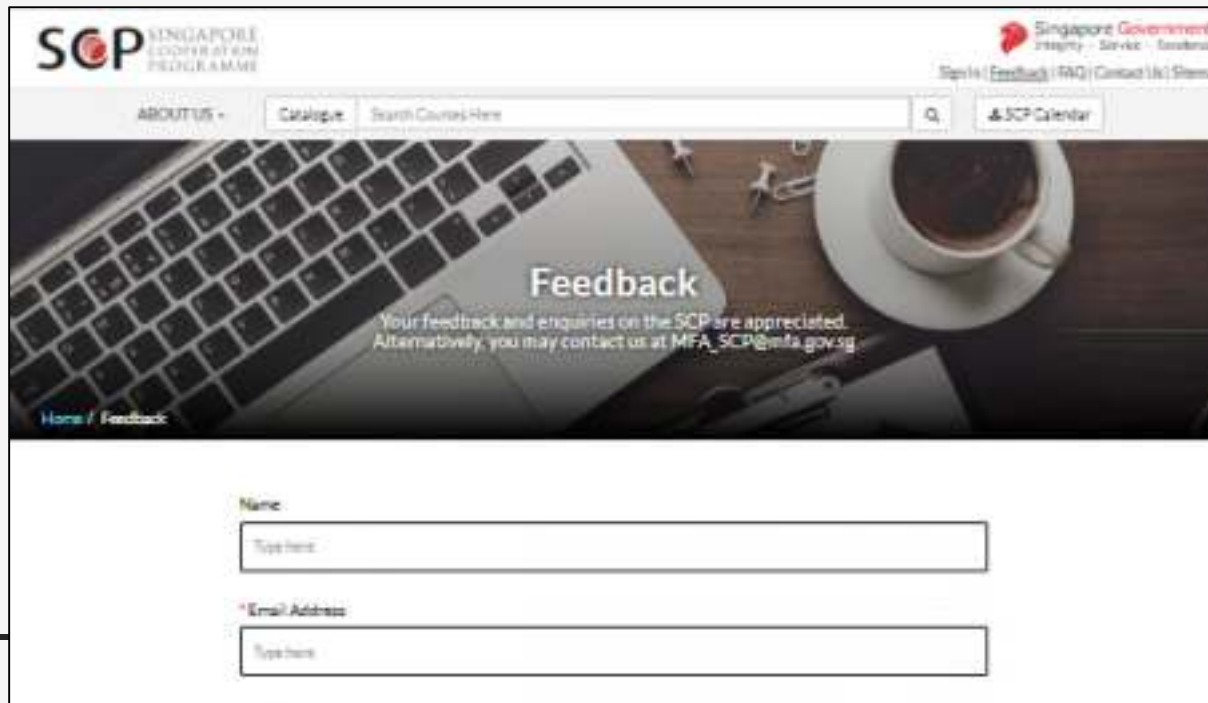 SCP SINGAPORE
COOPERATION
PROGRAMME
Singapore Government
Integrity · Service · Excellence
Sign In | Feedback | FAQ | Contact Us | Sitem
ABOUT US
Catalogue
Search Courses Here
SCP Calendar
Feedback
Your feedback and enquiries on the SCP are appreciated.
Alternatively, you may contact us at MFA_SCP@mfa.gov.sg
Home / Feedback
Name
Type here
* Email Address
Type here